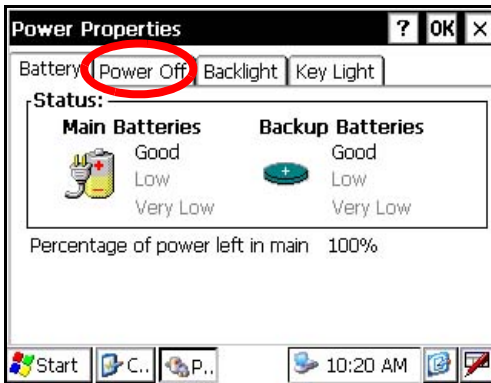 Power Properties ? OK ×
Battery Power Off Backlight Key Light
Status:
Main Batteries Backup Batteries
Good Good
Low Low
Very Low Very Low
Percentage of power left in main 100%
Start C.. P.. 10:20 AM